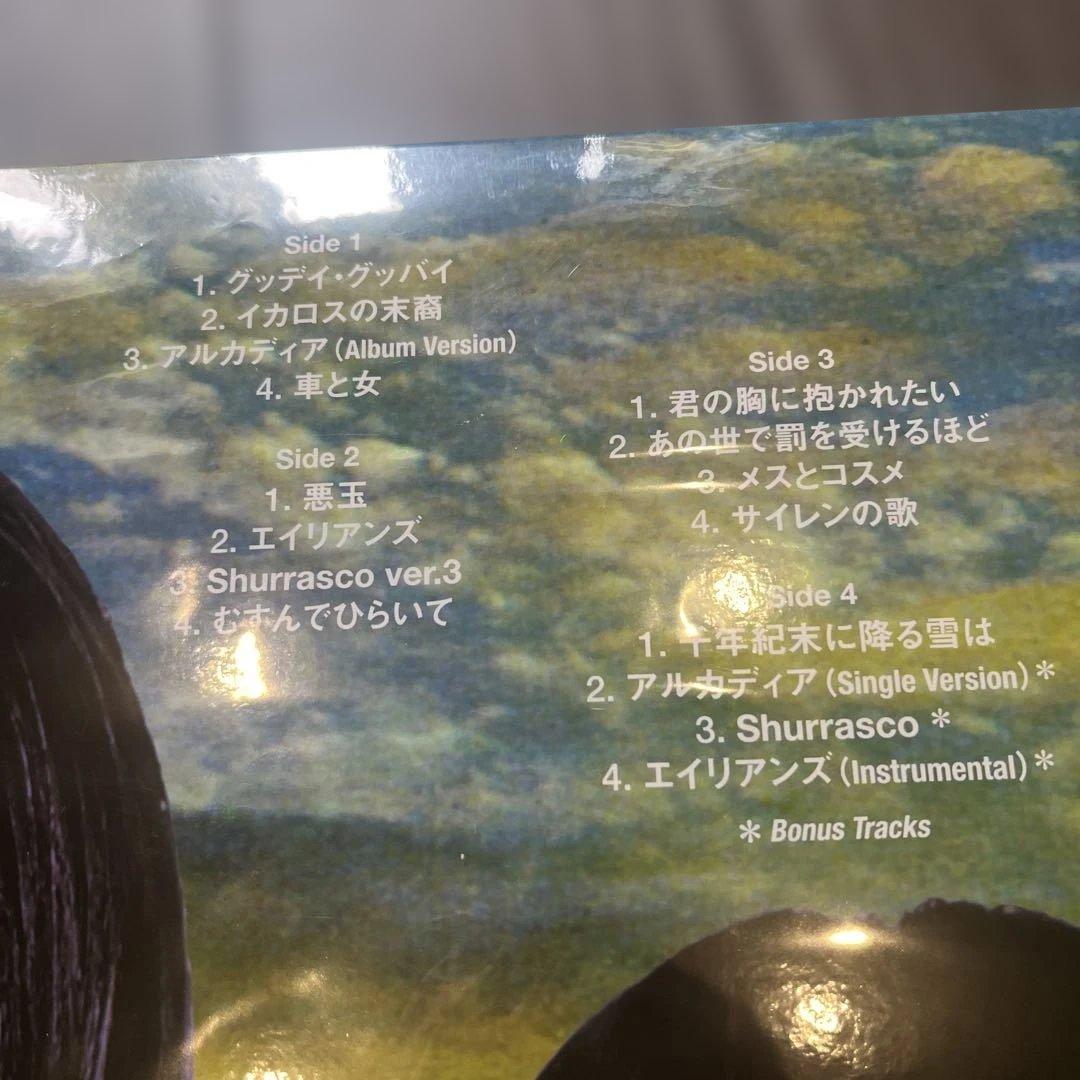 Side 1
1. グッデイ・グッバイ
2. イカロスの末裔
3. アルカディア (Album Version)
4. 車と女
Side 2
1. 悪玉
2. エイリアンズ
3. Shurrasco ver.3
4. むすんでひらいて
Side 3
1. 君の胸に抱かれたい
2. あの世で罰を受けるほど
3. メスとコスメ
4. サイレンの歌
Side 4
1. 千年紀末に降る雪は
2. アルカディア (Single Version)*
3. Shurrasco *
4. エイリアンズ (Instrumental)*
* Bonus Tracks